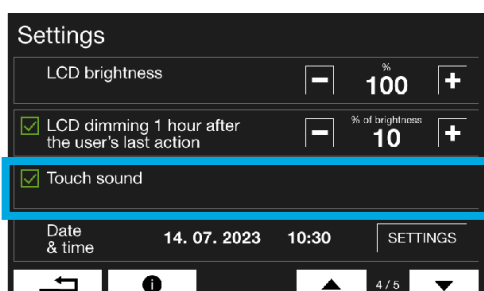 Settings
LCD brightness
%
− 100 +
LCD dimming 1 hour after
the user's last action
% of brightness
− 10 +
Touch sound
Date
& time
14. 07. 2023 10:30 SETTINGS
4/5